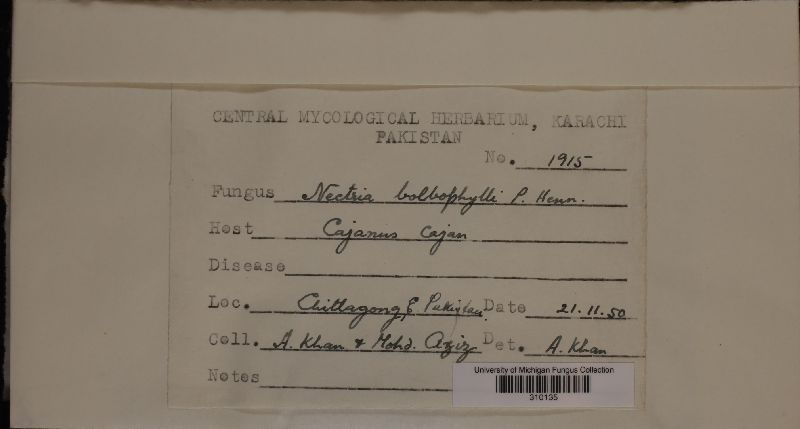 CENTRAL MYCOLOGICAL HERBARIUM, KARACHI
PAKISTAN
No. 1915
Fungus Nectria bolbophylli P. Henn.
Host Cajanus cajan
Disease
Loc. Chittagong, E. Pakistan. Date 21.11.50
Coll. A. Khan & Mohd. Aziz Det. A. Khan
Notes
University of Michigan Fungus Collection
310135